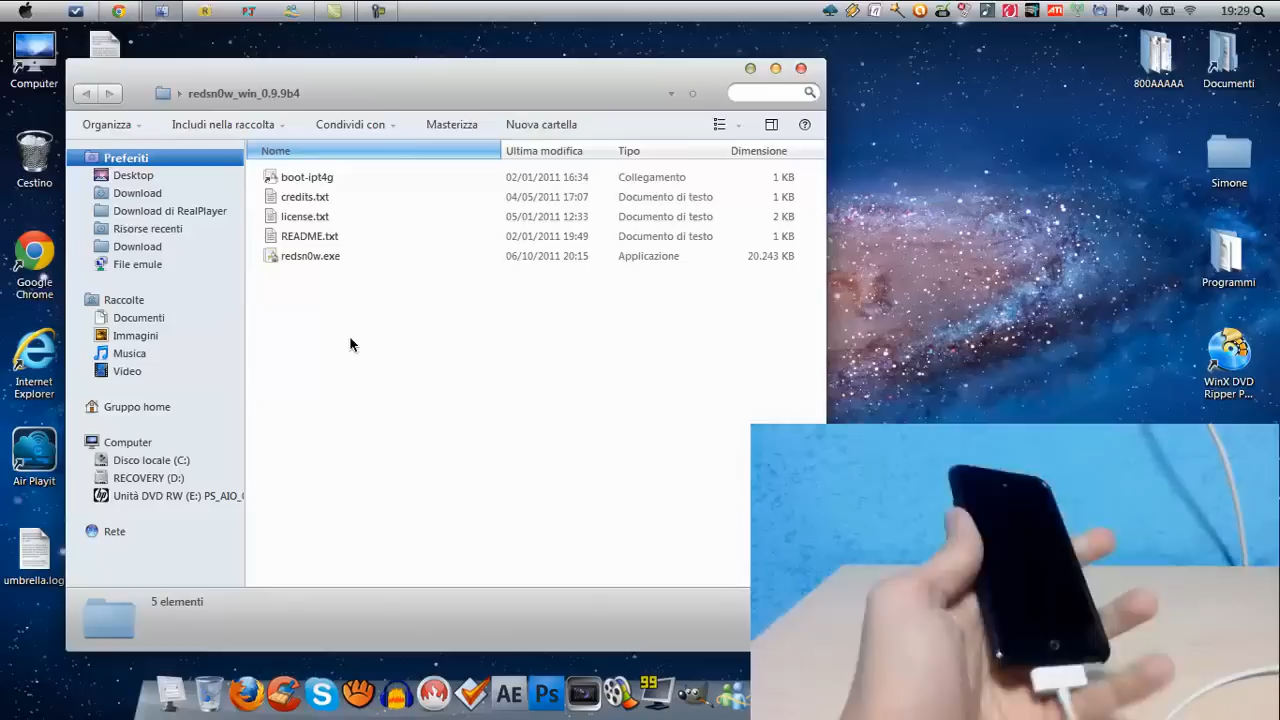 19:29
Computer
Cestino
Google
Chrome
Internet
Explorer
Air Playit
umbrella.log
800AAAAA
Documenti
Simone
Programmi
WinX DVD
Ripper P...
redsn0w_win_0.9.9b4
Organizza
Includi nella raccolta
Condividi con
Masterizza
Nuova cartella
Preferiti
Desktop
Download
Download di RealPlayer
Risorse recenti
Download
File emule
Raccolte
Documenti
Immagini
Musica
Video
Gruppo home
Computer
Disco locale (C:)
RECOVERY (D:)
Unità DVD RW (E:) PS_AIO_
Rete
Nome Ultima modifica Tipo Dimensione
boot-ipt4g 02/01/2011 16:34 Collegamento 1 KB
credits.txt 04/05/2011 17:07 Documento di testo 1 KB
license.txt 05/01/2011 12:33 Documento di testo 2 KB
README.txt 02/01/2011 19:49 Documento di testo 1 KB
redsn0w.exe 06/10/2011 20:15 Applicazione 20.243 KB
5 elementi
AE
Ps
99